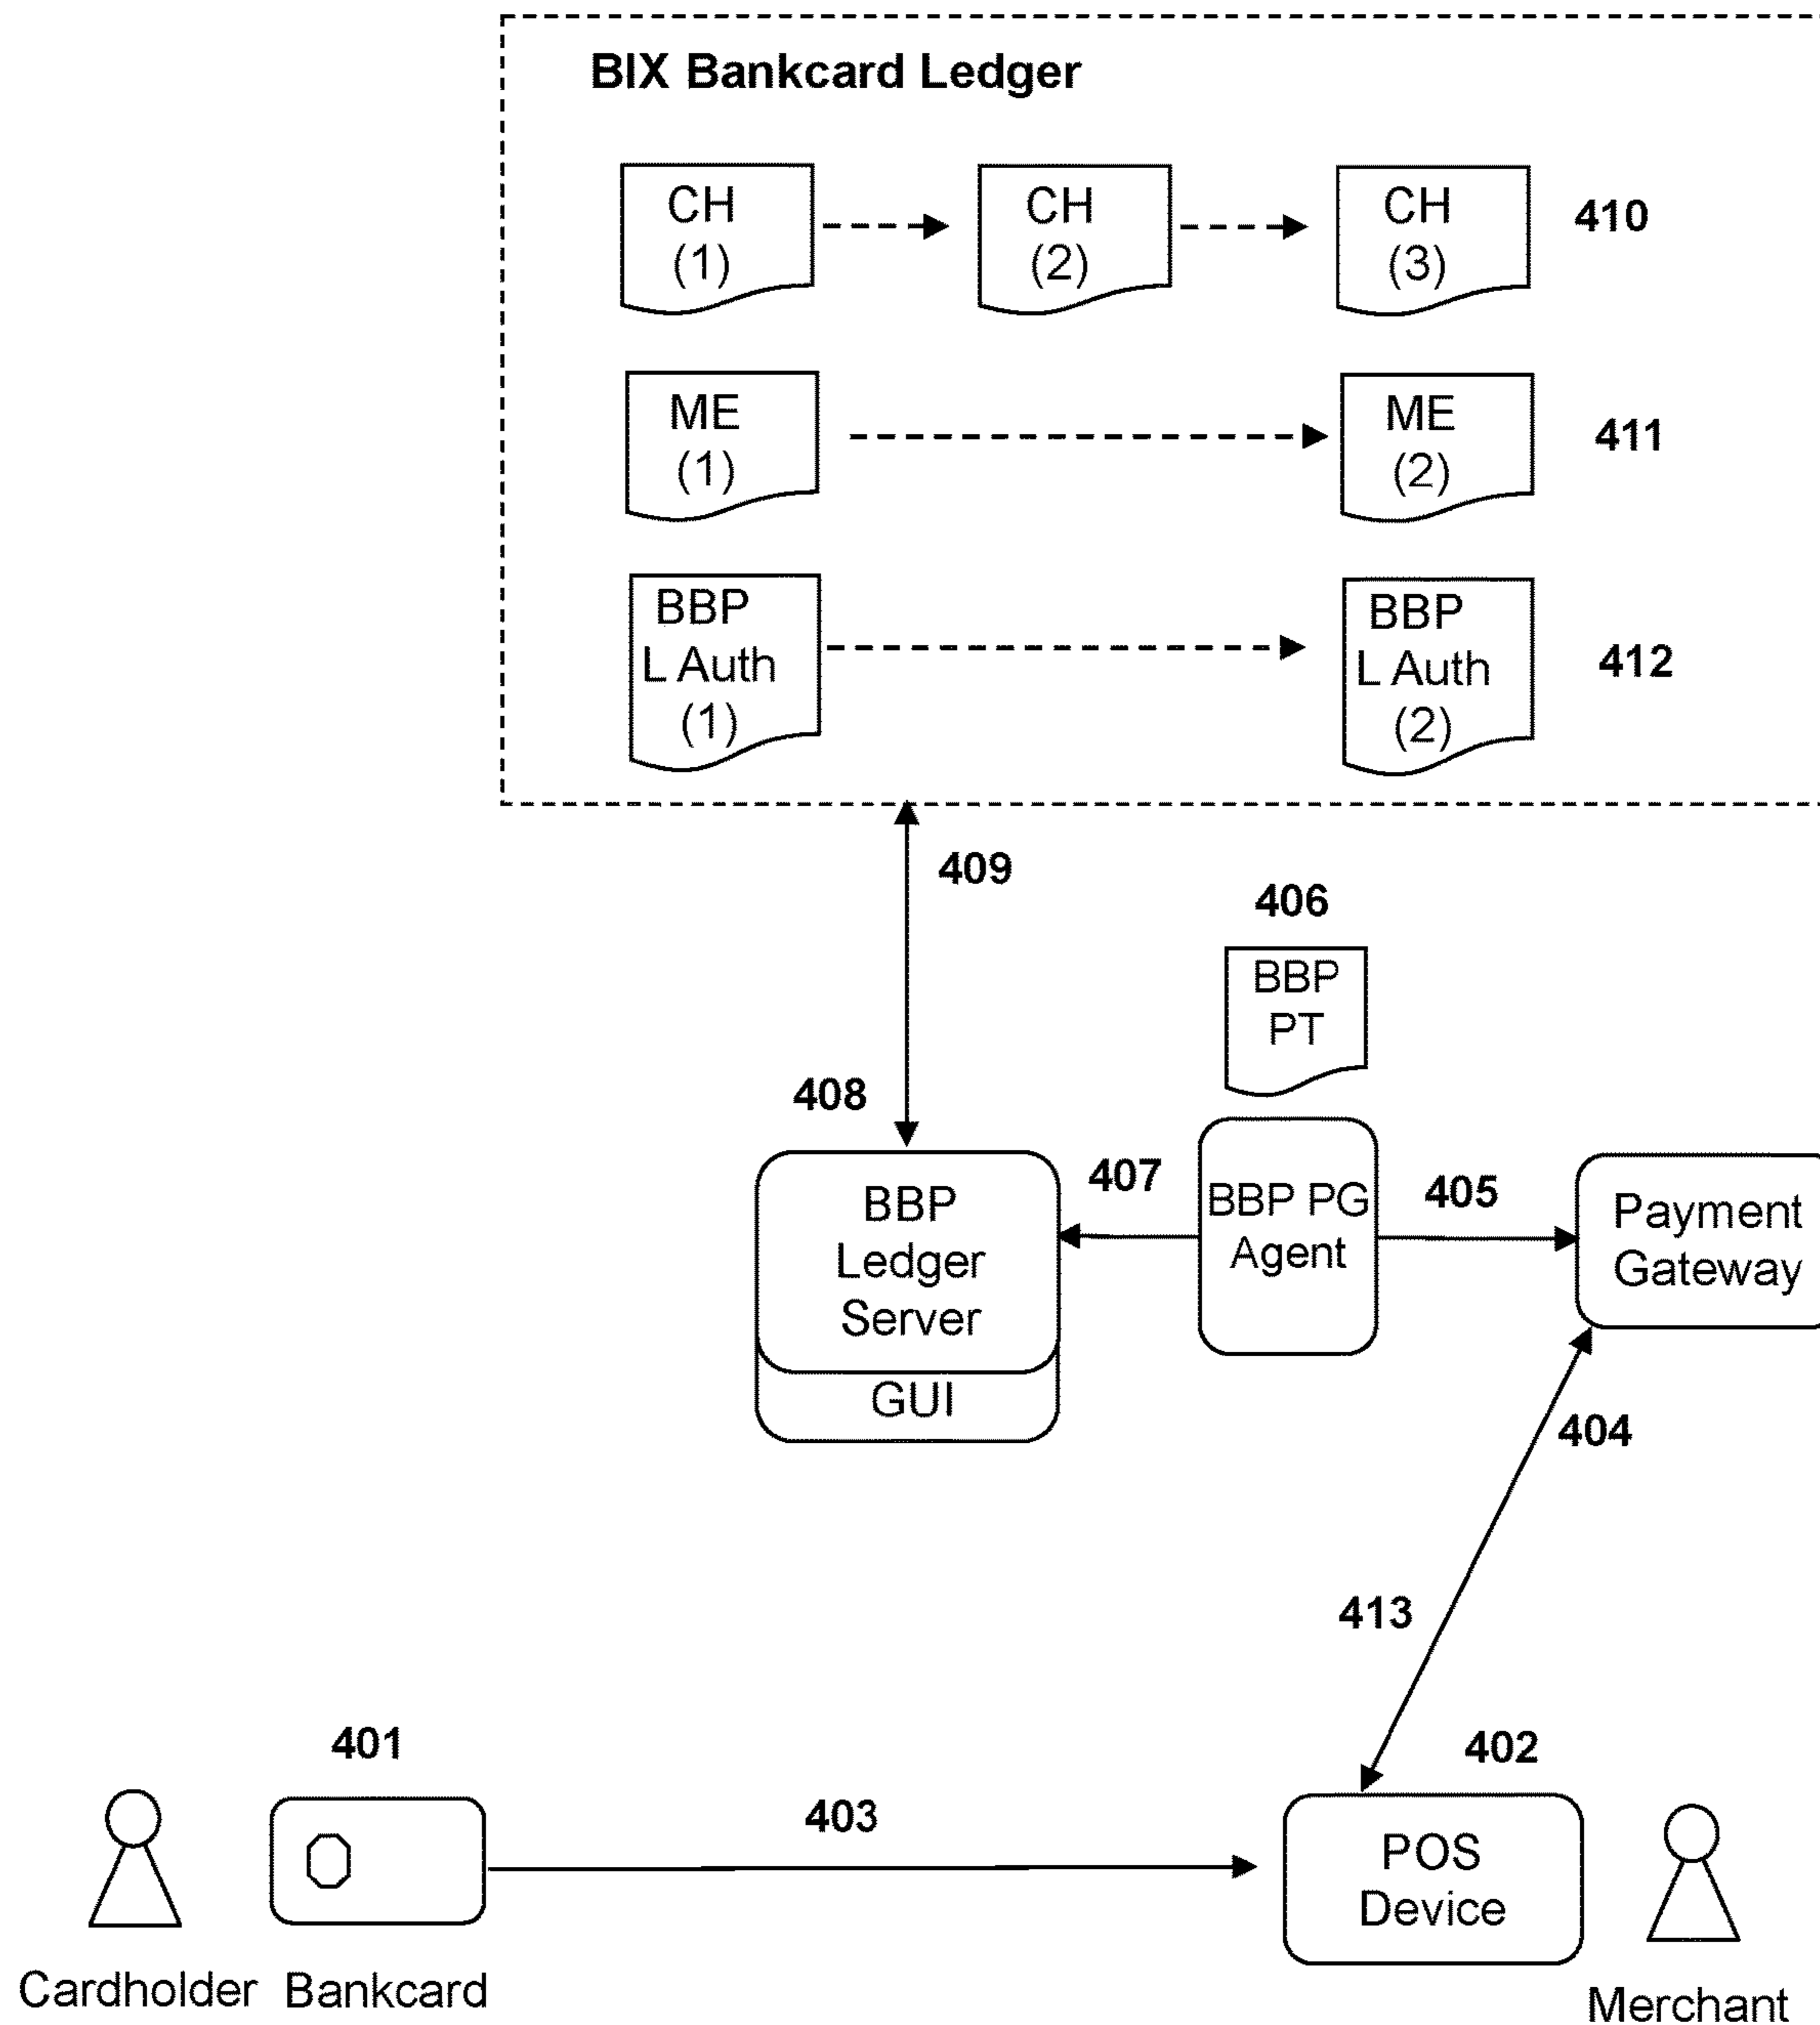 BIX Bankcard Ledger
CH
(1)
CH
(2)
CH
(3)
410
ME
(1)
ME
(2)
411
BBP
L Auth
(1)
BBP
L Auth
(2)
412
409
406
BBP
PT
408
BBP
Ledger
Server
GUI
407
BBP PG
Agent
405
Payment
Gateway
404
413
401
403
402
POS
Device
Cardholder
Bankcard
Merchant